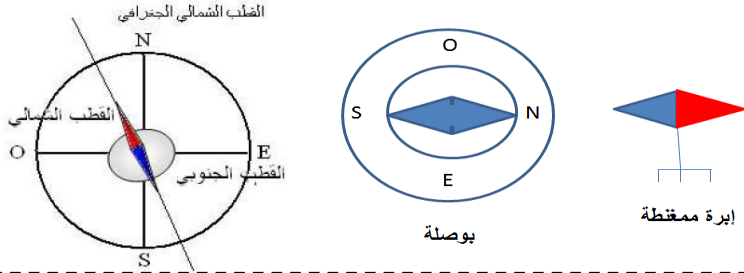 القطب الشمالي الجغرافي
N
القطب الشمالي
O
E
القطب الجنوبي
S
O
S
N
E
بوصلة
إبرة ممغنطة